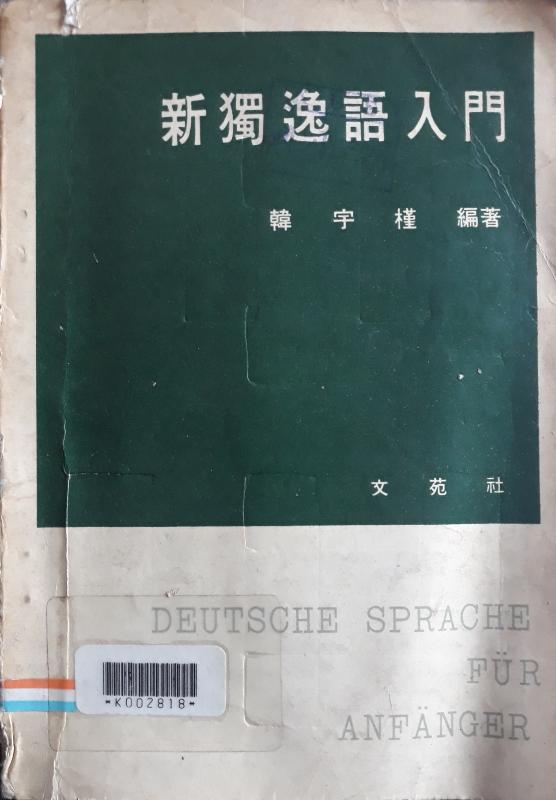 新獨逸語入門
韓宇槿 編著
文苑社
DEUTSCHE SPRACHE
FÜR
ANFÄNGER
*K002818*